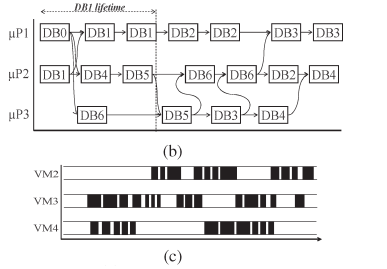 DB1 lifetime
μP1 DB0 DB1 DB1 DB2 DB2 DB3 DB3
μP2 DB1 DB4 DB5 DB6 DB6 DB2 DB4
μP3 DB6 DB5 DB3 DB4
(b)
VM2
VM3
VM4
(c)